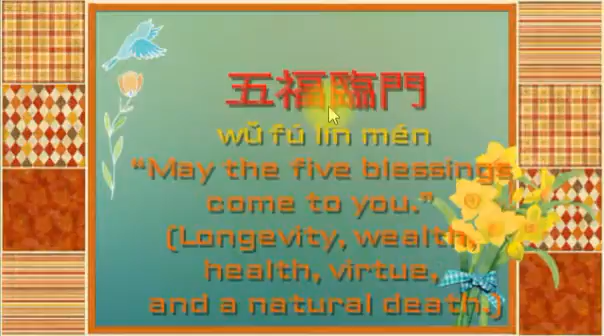 五福臨門
wǔ fú lín mén
“May the five blessings
come to you.”
(Longevity, wealth,
health, virtue,
and a natural death.)